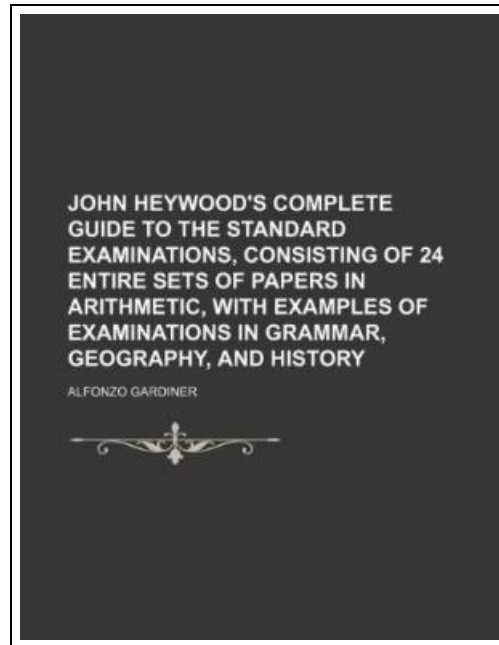 JOHN HEYWOOD'S COMPLETE
GUIDE TO THE STANDARD
EXAMINATIONS, CONSISTING OF 24
ENTIRE SETS OF PAPERS IN
ARITHMETIC, WITH EXAMPLES OF
EXAMINATIONS IN GRAMMAR,
GEOGRAPHY, AND HISTORY
ALFONZO GARDINER